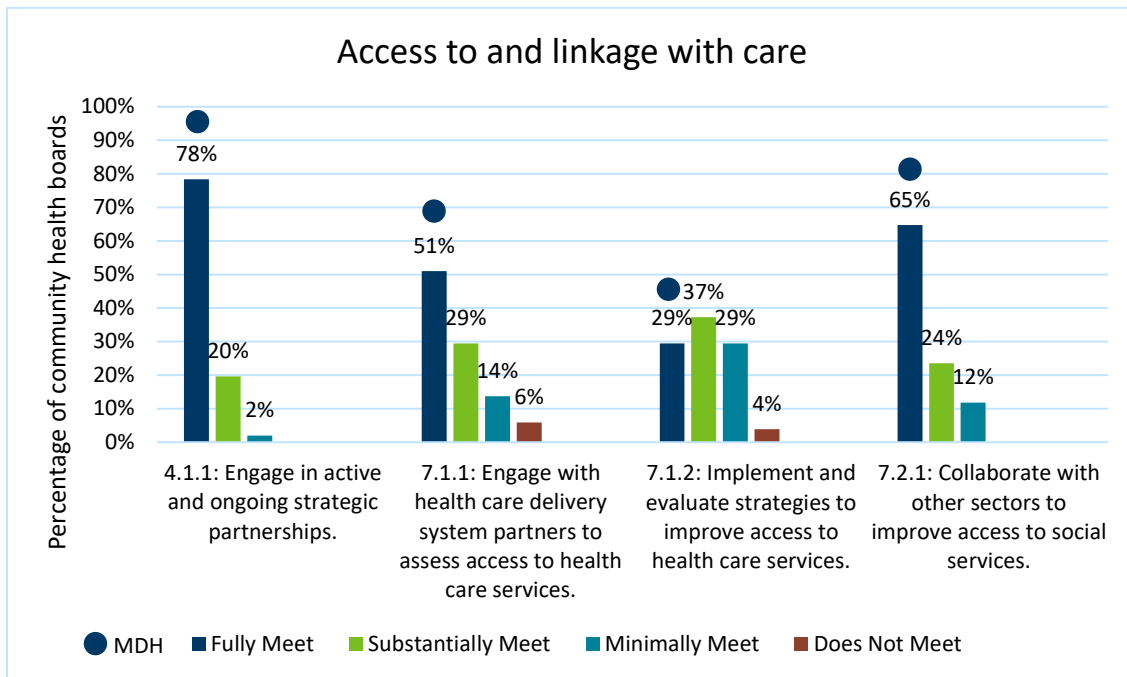 Access to and linkage with care
Percentage of community health boards
100%
90%
80%
70%
60%
50%
40%
30%
20%
10%
0%
78%
20%
2%
51%
29%
14%
6%
29%
37%
29%
4%
65%
24%
12%
4.1.1: Engage in active
and ongoing strategic
partnerships.
7.1.1: Engage with
health care delivery
system partners to
assess access to health
care services.
7.1.2: Implement and
evaluate strategies to
improve access to
health care services.
7.2.1: Collaborate with
other sectors to
improve access to social
services.
MDH
Fully Meet
Substantially Meet
Minimally Meet
Does Not Meet